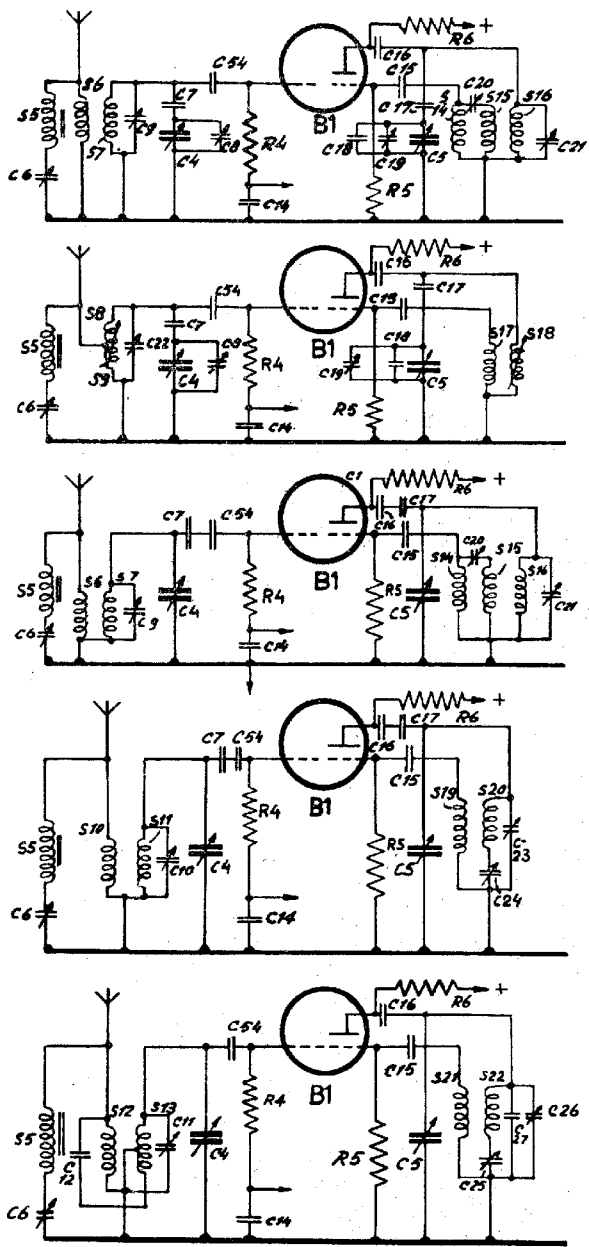 C16 R6 +
C54 C15
C7 C20
S6 S15 S16
S5 C17 S14
C9 R4 B1 C18
S7 C4 C8 C19 C5 C21
C6 R5
C14
R6 +
C16
C54 C15 C17
S8 C7
S17 S18
S5 C22 C9 B1 C18
S9 C4 R4 C19 C5
C6 R5
C14
C1 R6 +
C17
C7 C54 C16
C15 C20
S14 S15
S5 S6 S7 B1 S16
R4 R5
C6 C9 C4 C5 C21
C14
R6 +
C17
C7 C54 C16
C15
S19 S20
S10 S11 B1
S5 R4 R5 C23
C10 C4 C5
C6 C24
C14
R6 +
C16
C54
C15
S12 S13 B1 S21 S22
C11 R4 C26
S5 C4 C27
C12 R5 C5
C25
C6
C14